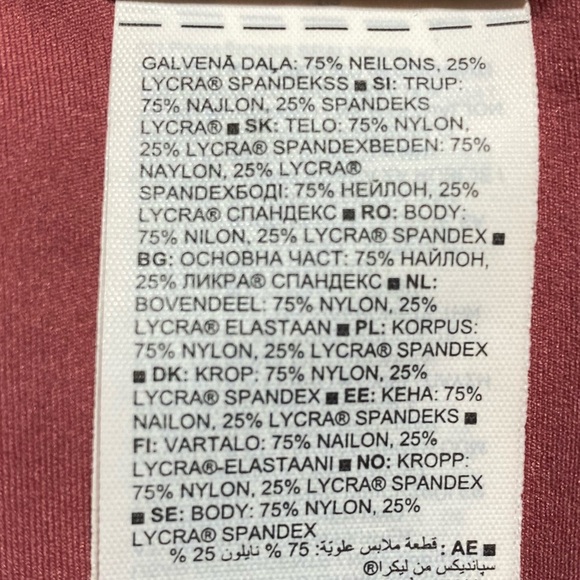 GALVENĀ DAĻA: 75% NEILONS, 25%
LYCRA® SPANDEKSS ■ SI: TRUP:
75% NAJLON, 25% SPANDEKS
LYCRA® ■ SK: TELO: 75% NYLON,
25% LYCRA® SPANDEXBEDEN: 75%
NAYLON, 25% LYCRA®
SPANDEXБОДІ: 75% НЕЙЛОН, 25%
LYCRA® СПАНДЕКС ■ RO: BODY:
75% NILON, 25% LYCRA® SPANDEX ■
BG: ОСНОВНА ЧАСТ: 75% НАЙЛОН,
25% ЛИКРА® СПАНДЕКС ■ NL:
BOVENDEEL: 75% NYLON, 25%
LYCRA® ELASTAAN ■ PL: KORPUS:
75% NYLON, 25% LYCRA® SPANDEX
■ DK: KROP: 75% NYLON, 25%
LYCRA® SPANDEX ■ EE: KEHA: 75%
NAILON, 25% LYCRA® SPANDEKS ■
FI: VARTALO: 75% NAILON, 25%
LYCRA®-ELASTAANI ■ NO: KROPP:
75% NYLON, 25% LYCRA® SPANDEX
■ SE: BODY: 75% NYLON, 25%
LYCRA® SPANDEX
■ AE: قطعة ملابس علويّة: 75 % نايلون 25 %
سبانديكس من ليكرا®